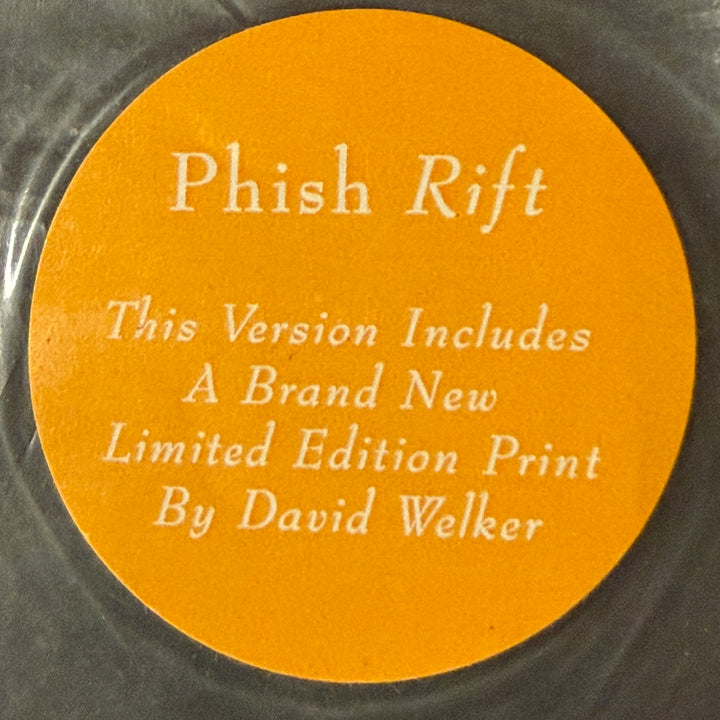 Phish Rift
This Version Includes
A Brand New
Limited Edition Print
By David Welker